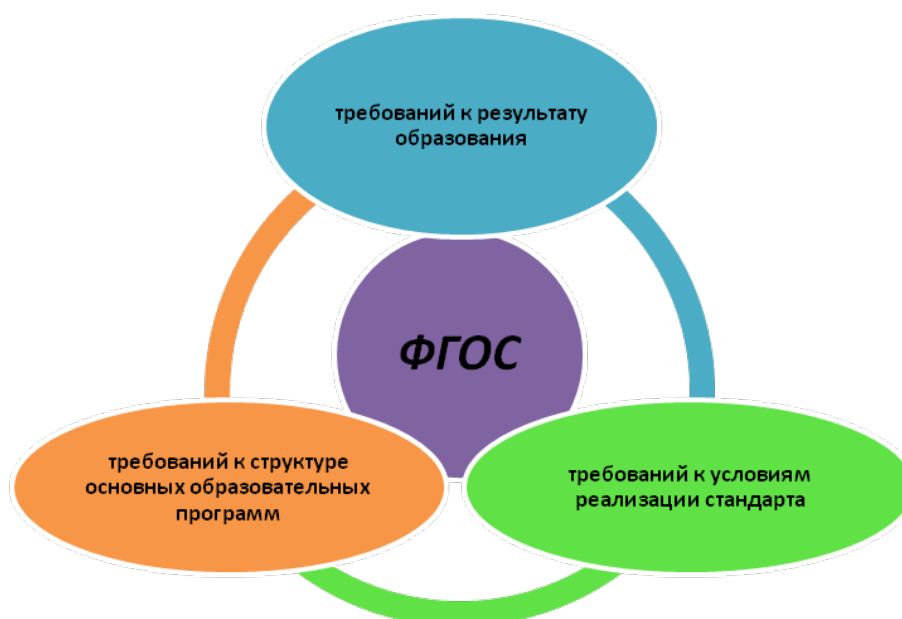 требований к результату
образования
ФГОС
требований к структуре
основных образовательных
программ
требований к условиям
реализации стандарта